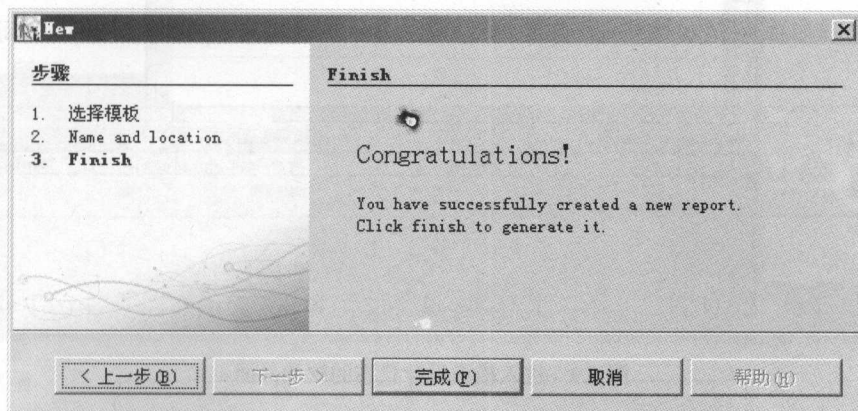 New
步骤
Finish
1. 选择模板
2. Name and location
3. Finish
Congratulations!
You have successfully created a new report.
Click finish to generate it.
< 上一步(B)
下一步 >
完成(F)
取消
帮助(H)